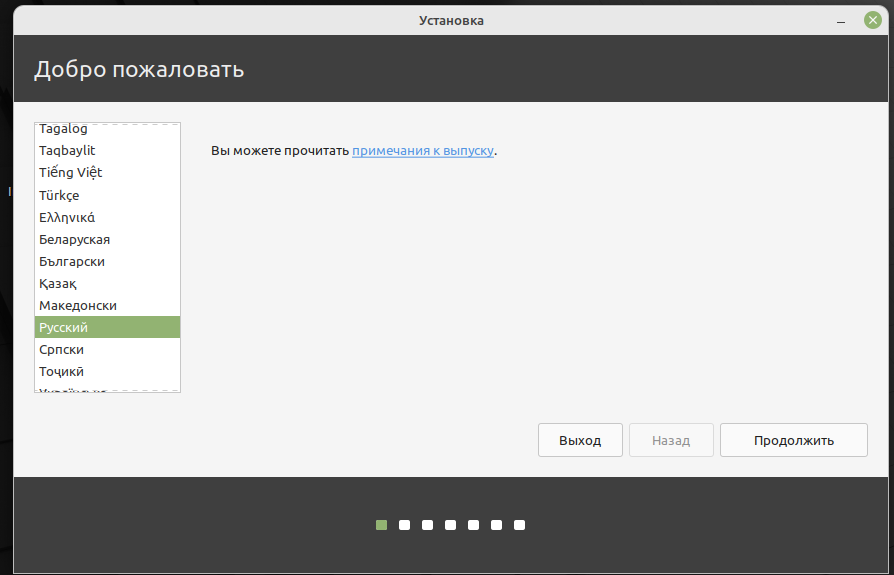 Установка
Добро пожаловать
Tagalog
Taqbaylit
Tiếng Việt
Türkçe
Ελληνικά
Беларуская
Български
Қазақ
Македонски
Русский
Српски
Тоҷикӣ
Вы можете прочитать примечания к выпуску.
Выход
Назад
Продолжить